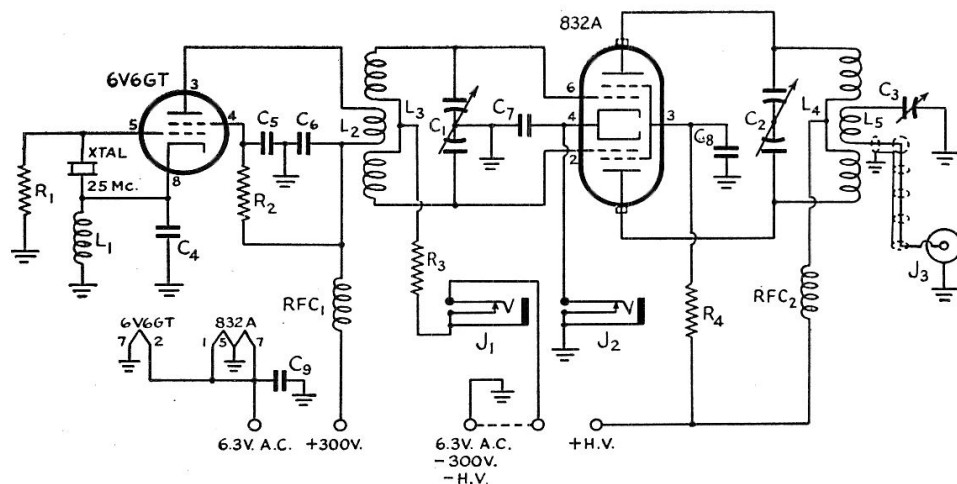 832A
6V6GT
3
4
5
8
XTAL
25 MC.
R1
L1
C4
C5
C6
R2
L2
L3
C1
C7
6
4
2
3
C8
C2
L4
L5
C3
J3
R3
RFC1
J1
J2
R4
RFC2
6V6GT
7 2
832A
1 5 7
C9
6.3V. A.C.
+300V.
6.3V. A.C.
-300V.
-H.V.
+H.V.